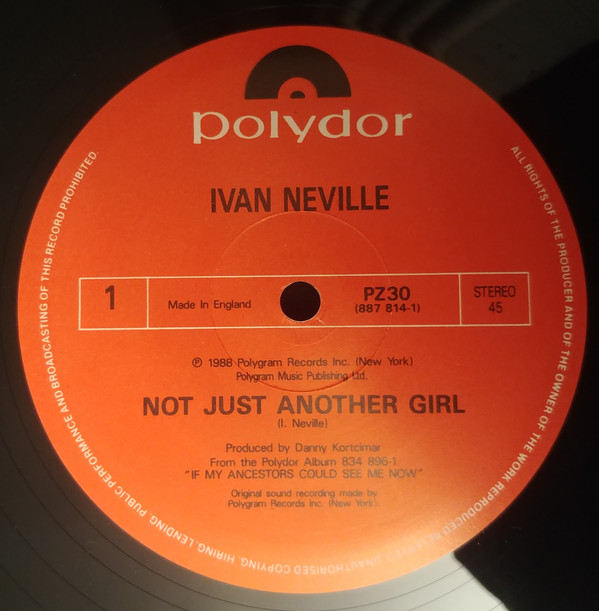 polydor
IVAN NEVILLE
1
Made In England
PZ30
(887 814-1)
STEREO
45
℗ 1988 Polygram Records Inc. (New York)
Polygram Music Publishing Ltd.
NOT JUST ANOTHER GIRL
(I. Neville)
Produced by Danny Kortcimar
From the Polydor Album 834 896-1
"IF MY ANCESTORS COULD SEE ME NOW"
Original sound recording made by
Polygram Records Inc. (New York).
ALL RIGHTS OF THE PRODUCER AND OF THE OWNER OF THE WORK REPRODUCED RESERVED. UNAUTHORISED COPYING, HIRING, LENDING, PUBLIC PERFORMANCE AND BROADCASTING OF THIS RECORD PROHIBITED.